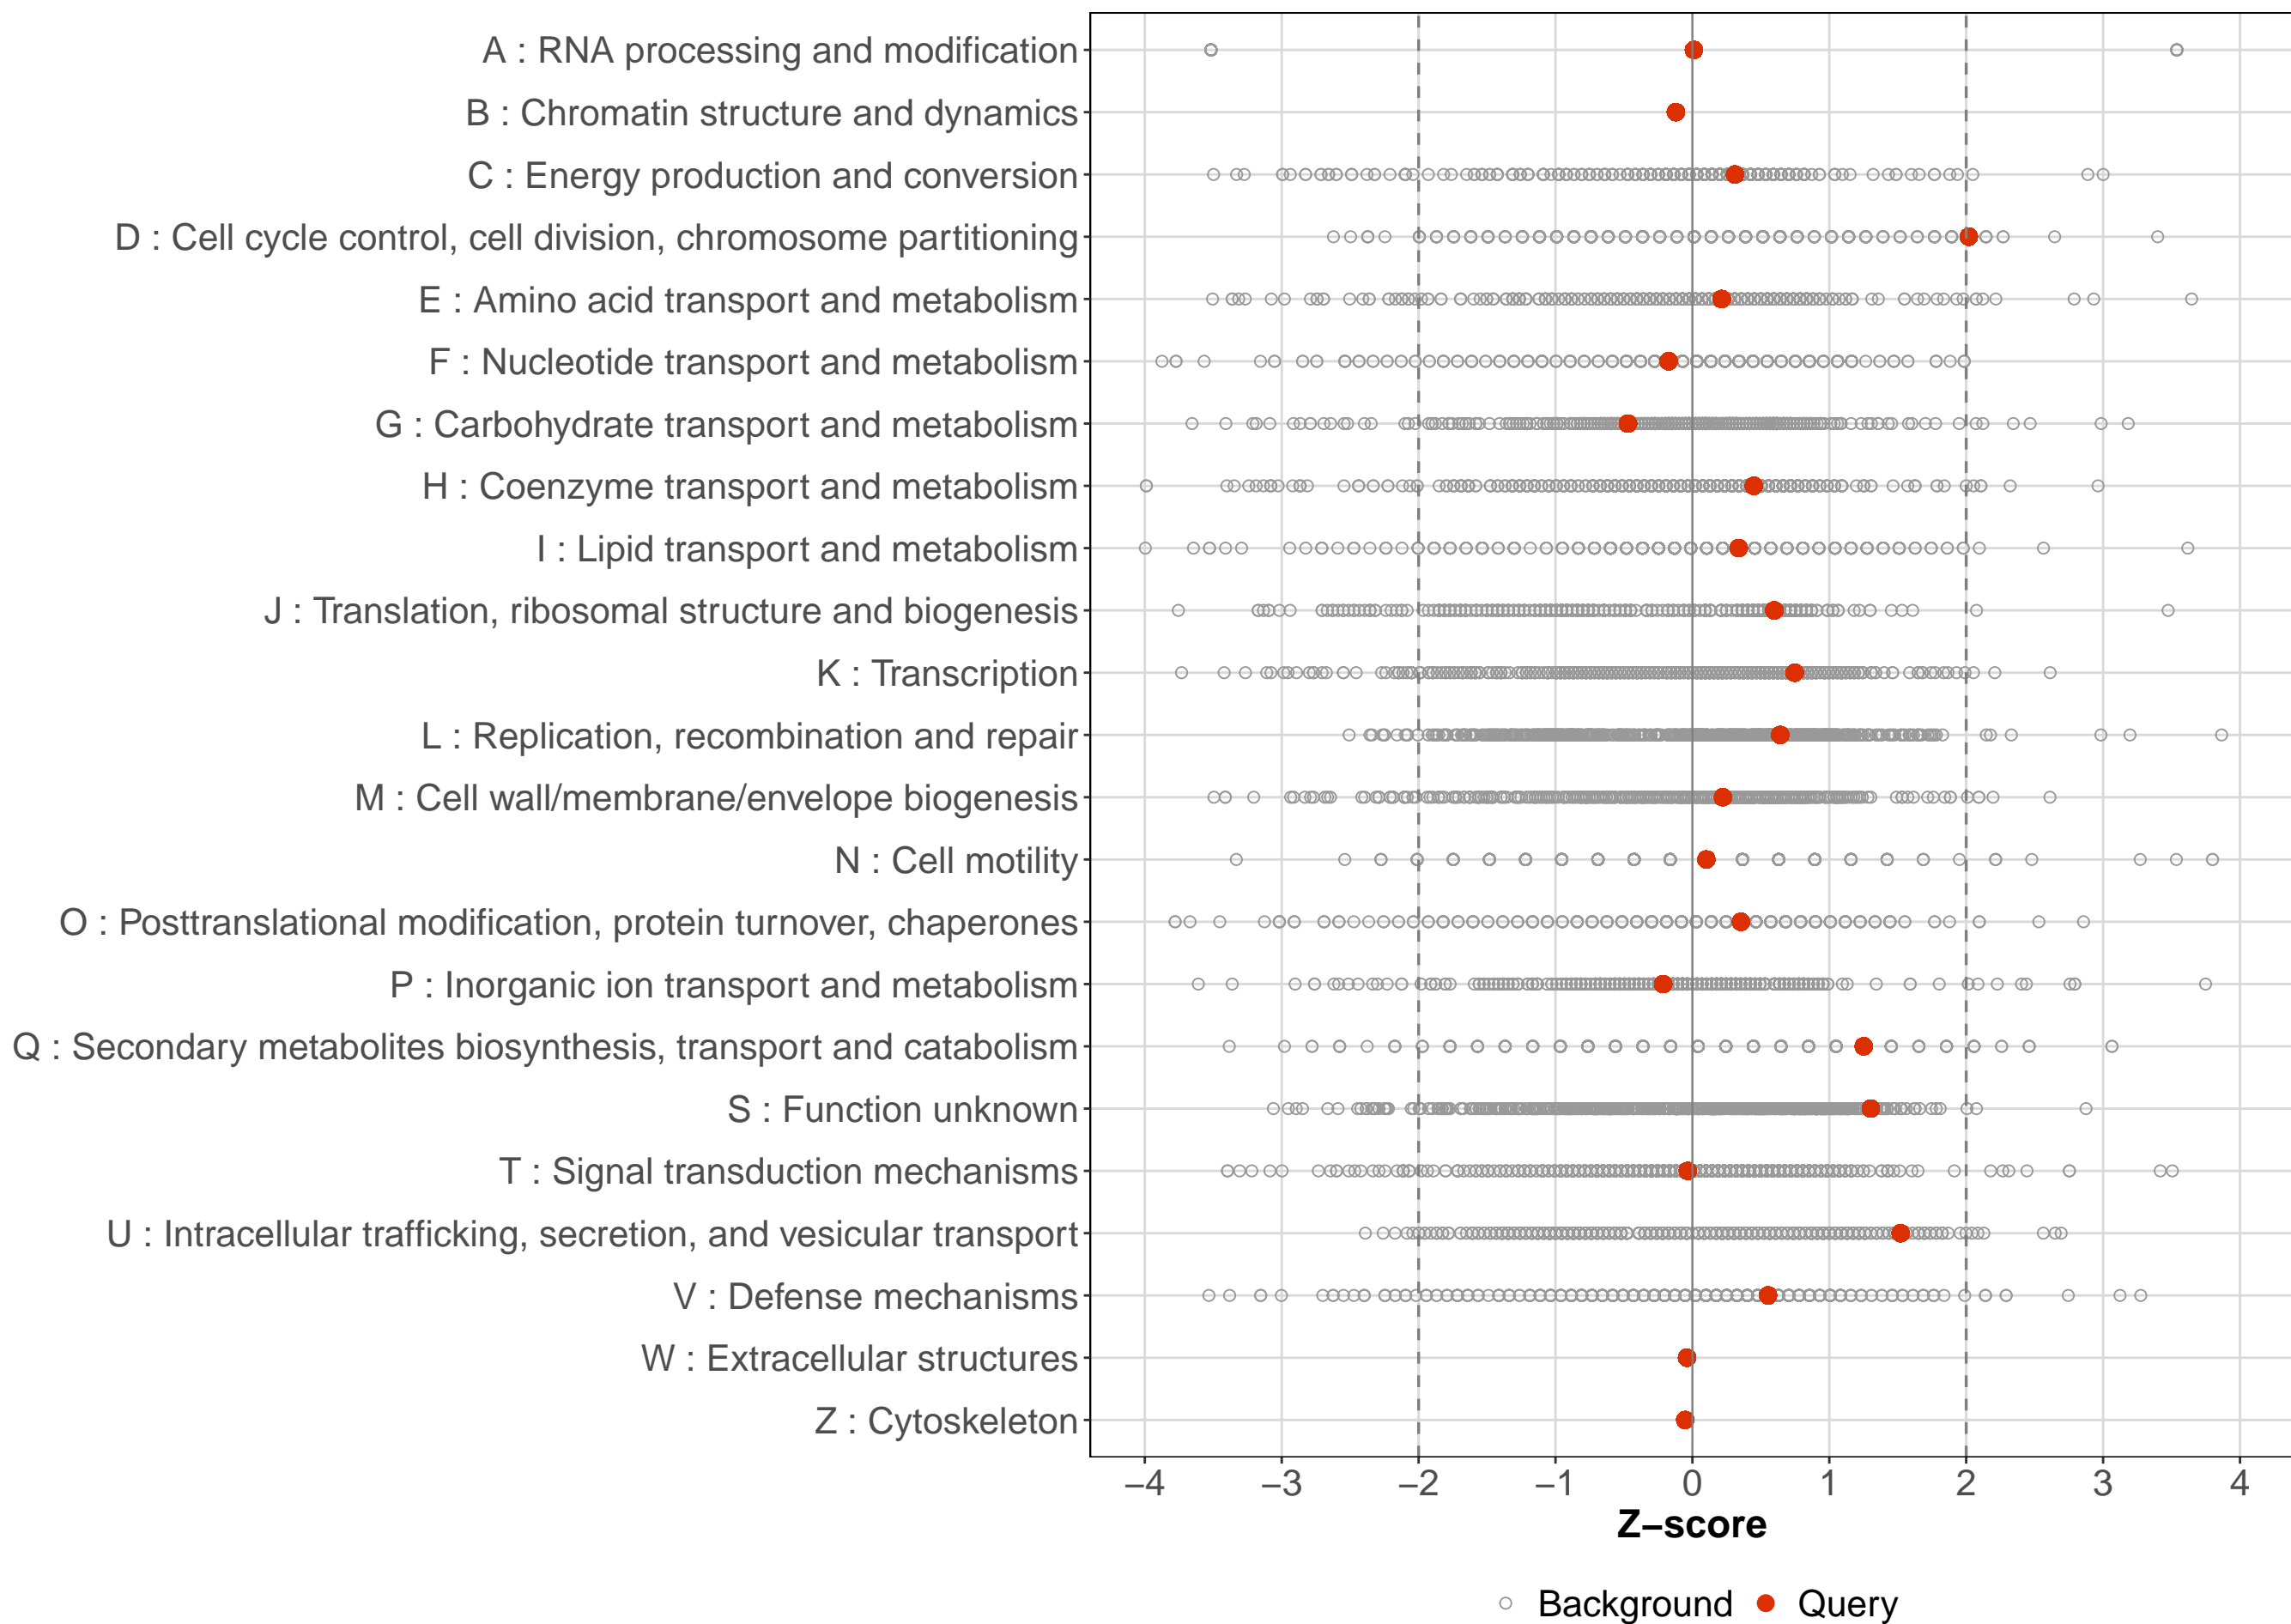 A : RNA processing and modification
B : Chromatin structure and dynamics
C : Energy production and conversion
D : Cell cycle control, cell division, chromosome partitioning
E : Amino acid transport and metabolism
F : Nucleotide transport and metabolism
G : Carbohydrate transport and metabolism
H : Coenzyme transport and metabolism
I : Lipid transport and metabolism
J : Translation, ribosomal structure and biogenesis
K : Transcription
L : Replication, recombination and repair
M : Cell wall/membrane/envelope biogenesis
N : Cell motility
O : Posttranslational modification, protein turnover, chaperones
P : Inorganic ion transport and metabolism
Q : Secondary metabolites biosynthesis, transport and catabolism
S : Function unknown
T : Signal transduction mechanisms
U : Intracellular trafficking, secretion, and vesicular transport
V : Defense mechanisms
W : Extracellular structures
Z : Cytoskeleton
−4 −3 −2 −1 0 1 2 3 4
Z−score
Background Query